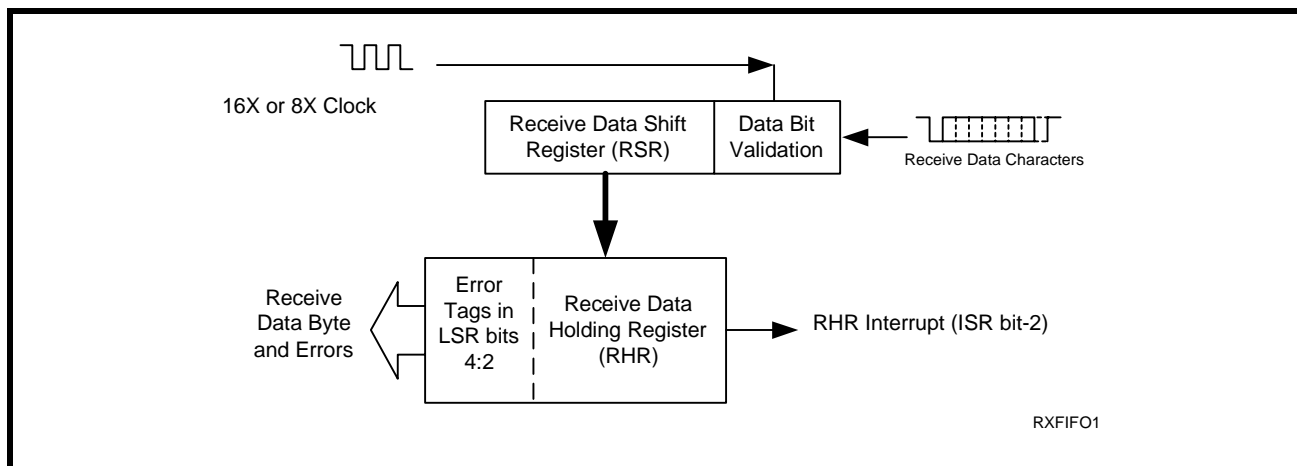 16X or 8X Clock
Receive Data Shift
Register (RSR)
Data Bit
Validation
Receive Data Characters
Receive
Data Byte
and Errors
Error
Tags in
LSR bits
4:2
Receive Data
Holding Register
(RHR)
RHR Interrupt (ISR bit-2)
RXFIFO1